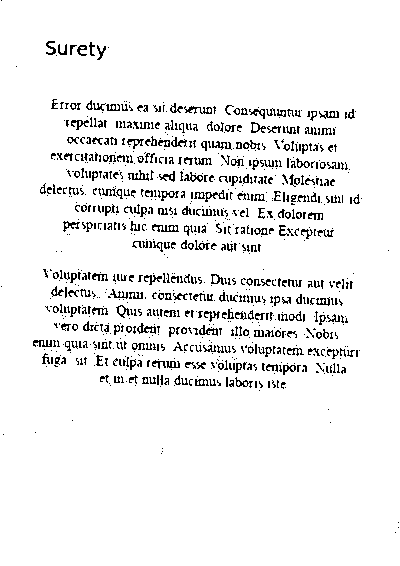 Surety
Error ducimus ea sit deserunt. Consequuntur ipsam id
repellat maxime aliqua dolore. Deserunt animi
occaecati reprehenderit quam nobis. Voluptas et
exercitationem officia rerum. Non ipsum laboriosam
voluptates nihil sed labore cupiditate. Molestiae
delectus cumque tempora impedit enim. Eligendi sint id
corrupti culpa nisi ducimus vel. Ex dolorem
perspiciatis hic enim quia. Sit ratione Excepteur
cumque dolore aut sint
Voluptatem iure repellendus. Duis consectetur aut velit
delectus. Animi consectetur ducimus ipsa ducimus
voluptatem. Quis autem et reprehenderit modi. Ipsam
vero dicta proident provident illo maiores. Nobis
enim quia sint ut omnis. Accusamus voluptatem excepturi
fuga sit. Et culpa rerum esse voluptas tempora. Nulla
et in et nulla ducimus laboris iste